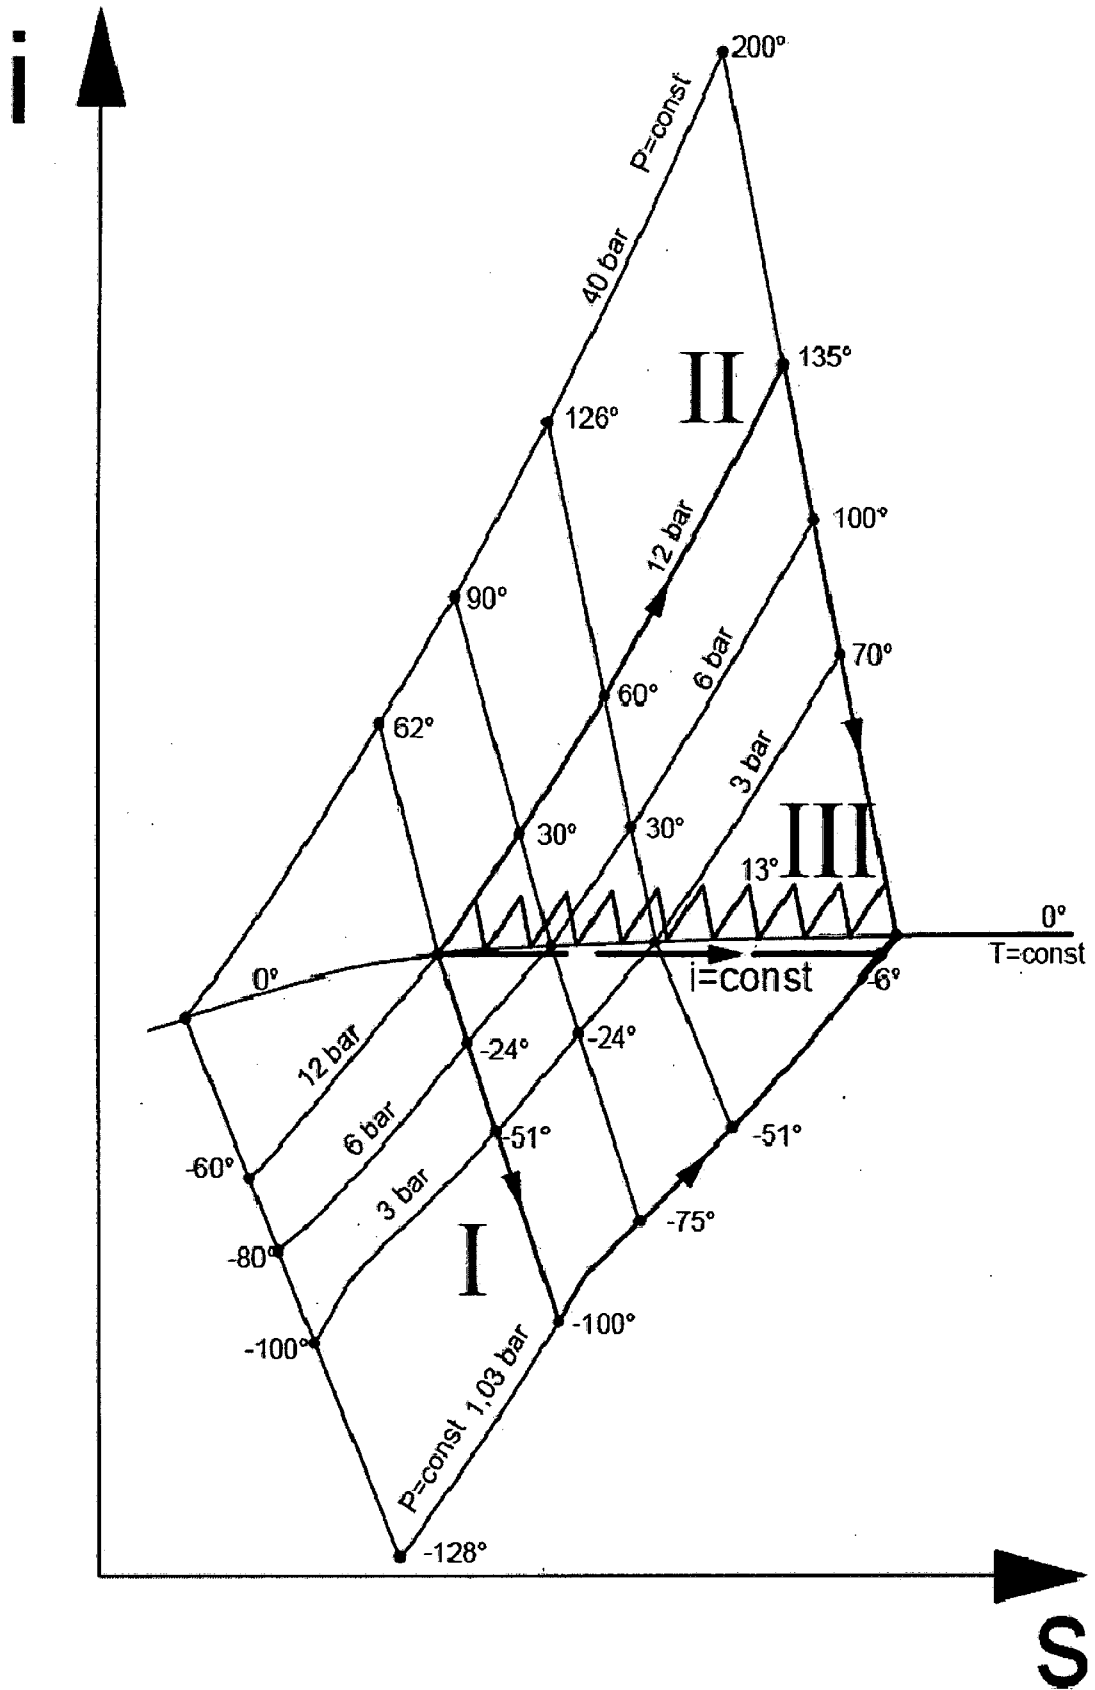 i
200°
P=const
40 bar
II
135°
126°
12 bar
100°
90°
6 bar
70°
60°
62°
3 bar
30°
30°
III
13°
0°
T=const
0°
i=const
-6°
12 bar
-24°
-24°
6 bar
-51°
-51°
-60°
3 bar
-75°
I
-80°
-100°
-100°
P=const 1,03 bar
-128°
S